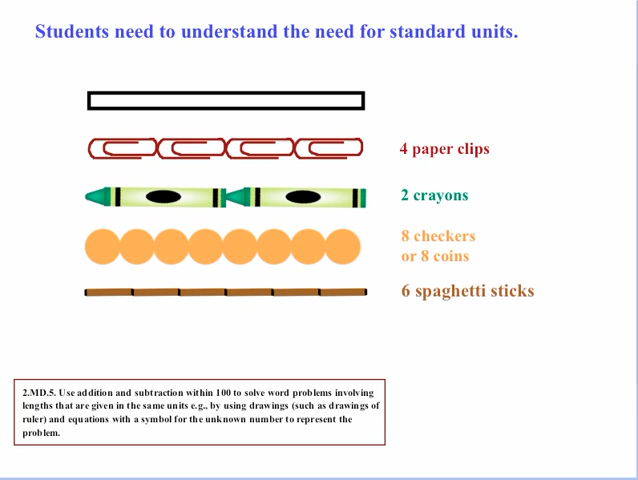 Students need to understand the need for standard units.
4 paper clips
2 crayons
8 checkers
or 8 coins
6 spaghetti sticks
2.MD.5. Use addition and subtraction within 100 to solve word problems involving
lengths that are given in the same units e.g., by using drawings (such as drawings of
ruler) and equations with a symbol for the unknown number to represent the
problem.